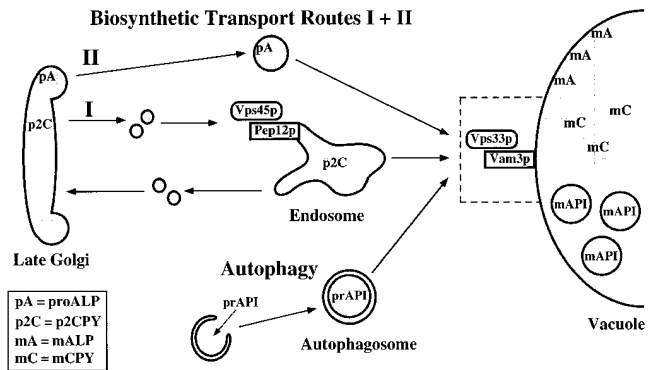 Biosynthetic Transport Routes I + II
pA
II
pA
mA
mA
mA
I
p2C
Vps45p
Pep12p
p2C
mC
mC
mC
Vps33p
Vam3p
Endosome
mAPI
mAPI
mAPI
Late Golgi
Autophagy
prAPI
prAPI
Autophagosome
Vacuole
pA = proALP
p2C = p2CPY
mA = mALP
mC = mCPY